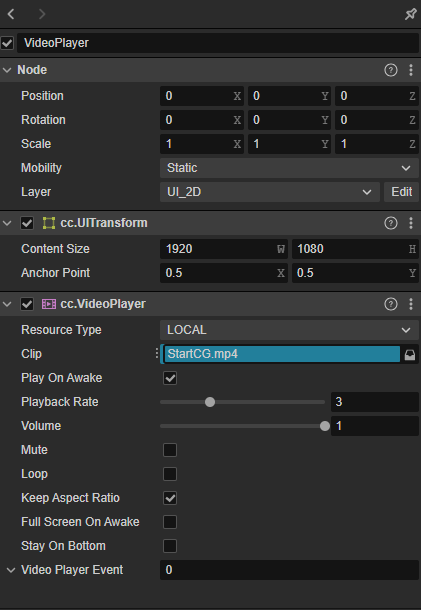 VideoPlayer
Node
Position 0 X 0 Y 0 Z
Rotation 0 X 0 Y 0 Z
Scale 1 X 1 Y 1 Z
Mobility Static
Layer UI_2D Edit
cc.UITransform
Content Size 1920 W 1080 H
Anchor Point 0.5 X 0.5 Y
cc.VideoPlayer
Resource Type LOCAL
Clip StartCG.mp4
Play On Awake
Playback Rate 3
Volume 1
Mute
Loop
Keep Aspect Ratio
Full Screen On Awake
Stay On Bottom
Video Player Event 0